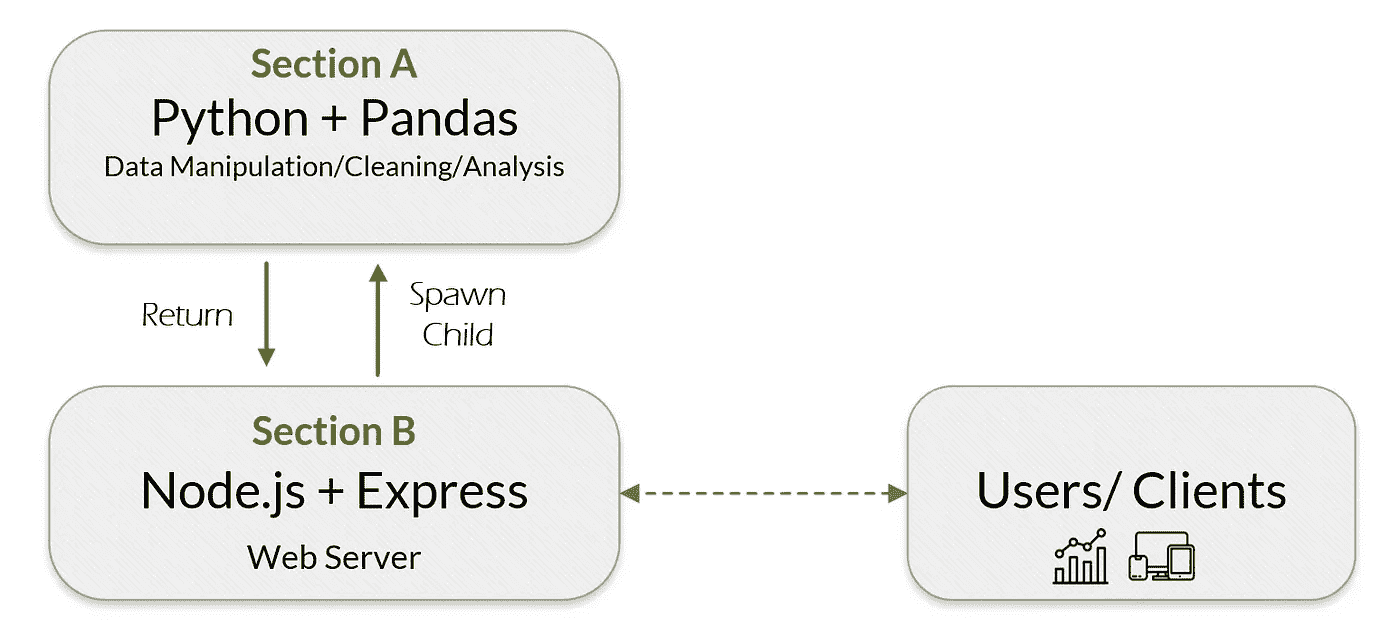 Section A
Python + Pandas
Data Manipulation/Cleaning/Analysis
Return
Spawn
Child
Section B
Node.js + Express
Web Server
Users/ Clients